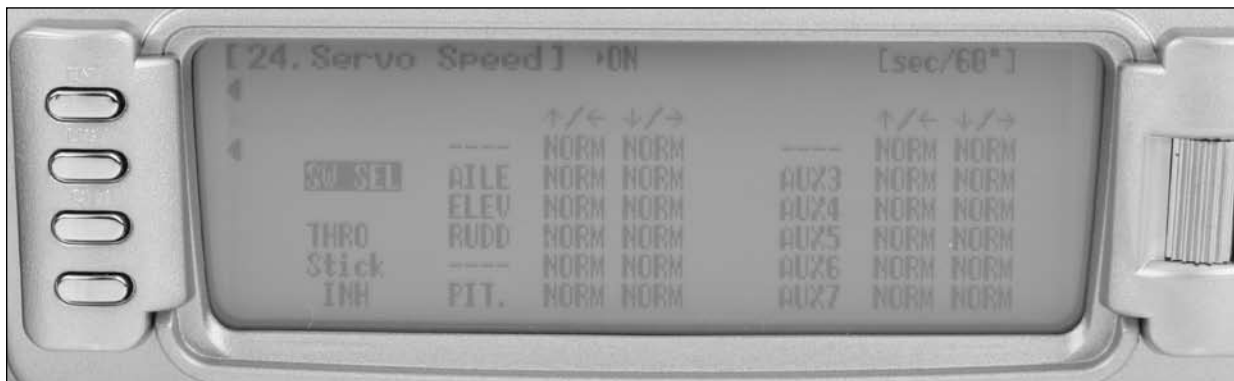 [24.Servo Speed] ➧ON [sec/60°]
↑/← ↓/→ ↑/← ↓/→
---- NORM NORM ---- NORM NORM
SW SEL AILE NORM NORM AUX3 NORM NORM
ELEV NORM NORM AUX4 NORM NORM
THRO RUDD NORM NORM AUX5 NORM NORM
Stick ---- NORM NORM AUX6 NORM NORM
INH PIT. NORM NORM AUX7 NORM NORM